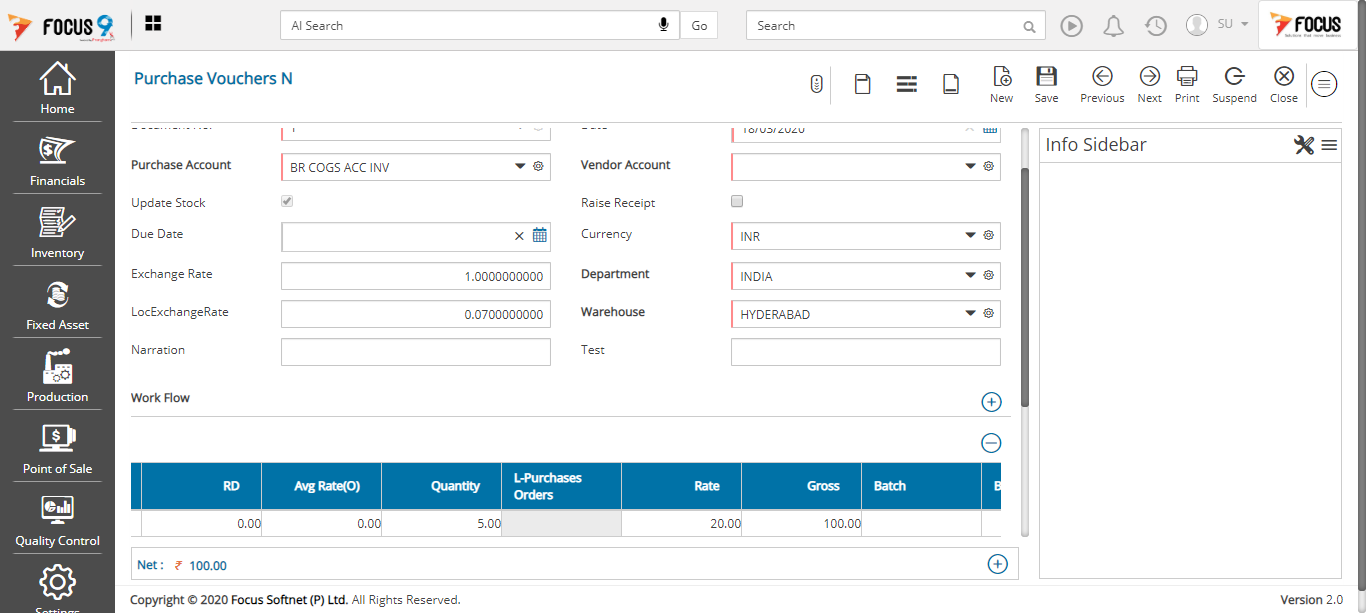 FOCUS 9
AI Search
Go
Search
SU
FOCUS
Home
Financials
Inventory
Fixed Asset
Production
Point of Sale
Quality Control
Settings
Purchase Vouchers N
New
Save
Previous
Next
Print
Suspend
Close
Document No.
1
Date
18/03/2020
Purchase Account
BR COGS ACC INV
Vendor Account
Update Stock
Raise Receipt
Due Date
Currency
INR
Exchange Rate
1.0000000000
Department
INDIA
LocExchangeRate
0.0700000000
Warehouse
HYDERABAD
Narration
Test
Work Flow
RD
Avg Rate(O)
Quantity
L-Purchases
Orders
Rate
Gross
Batch
B
0.00
0.00
5.00
20.00
100.00
Net : ₹ 100.00
Info Sidebar
Copyright © 2020 Focus Softnet (P) Ltd. All Rights Reserved.
Version 2.0